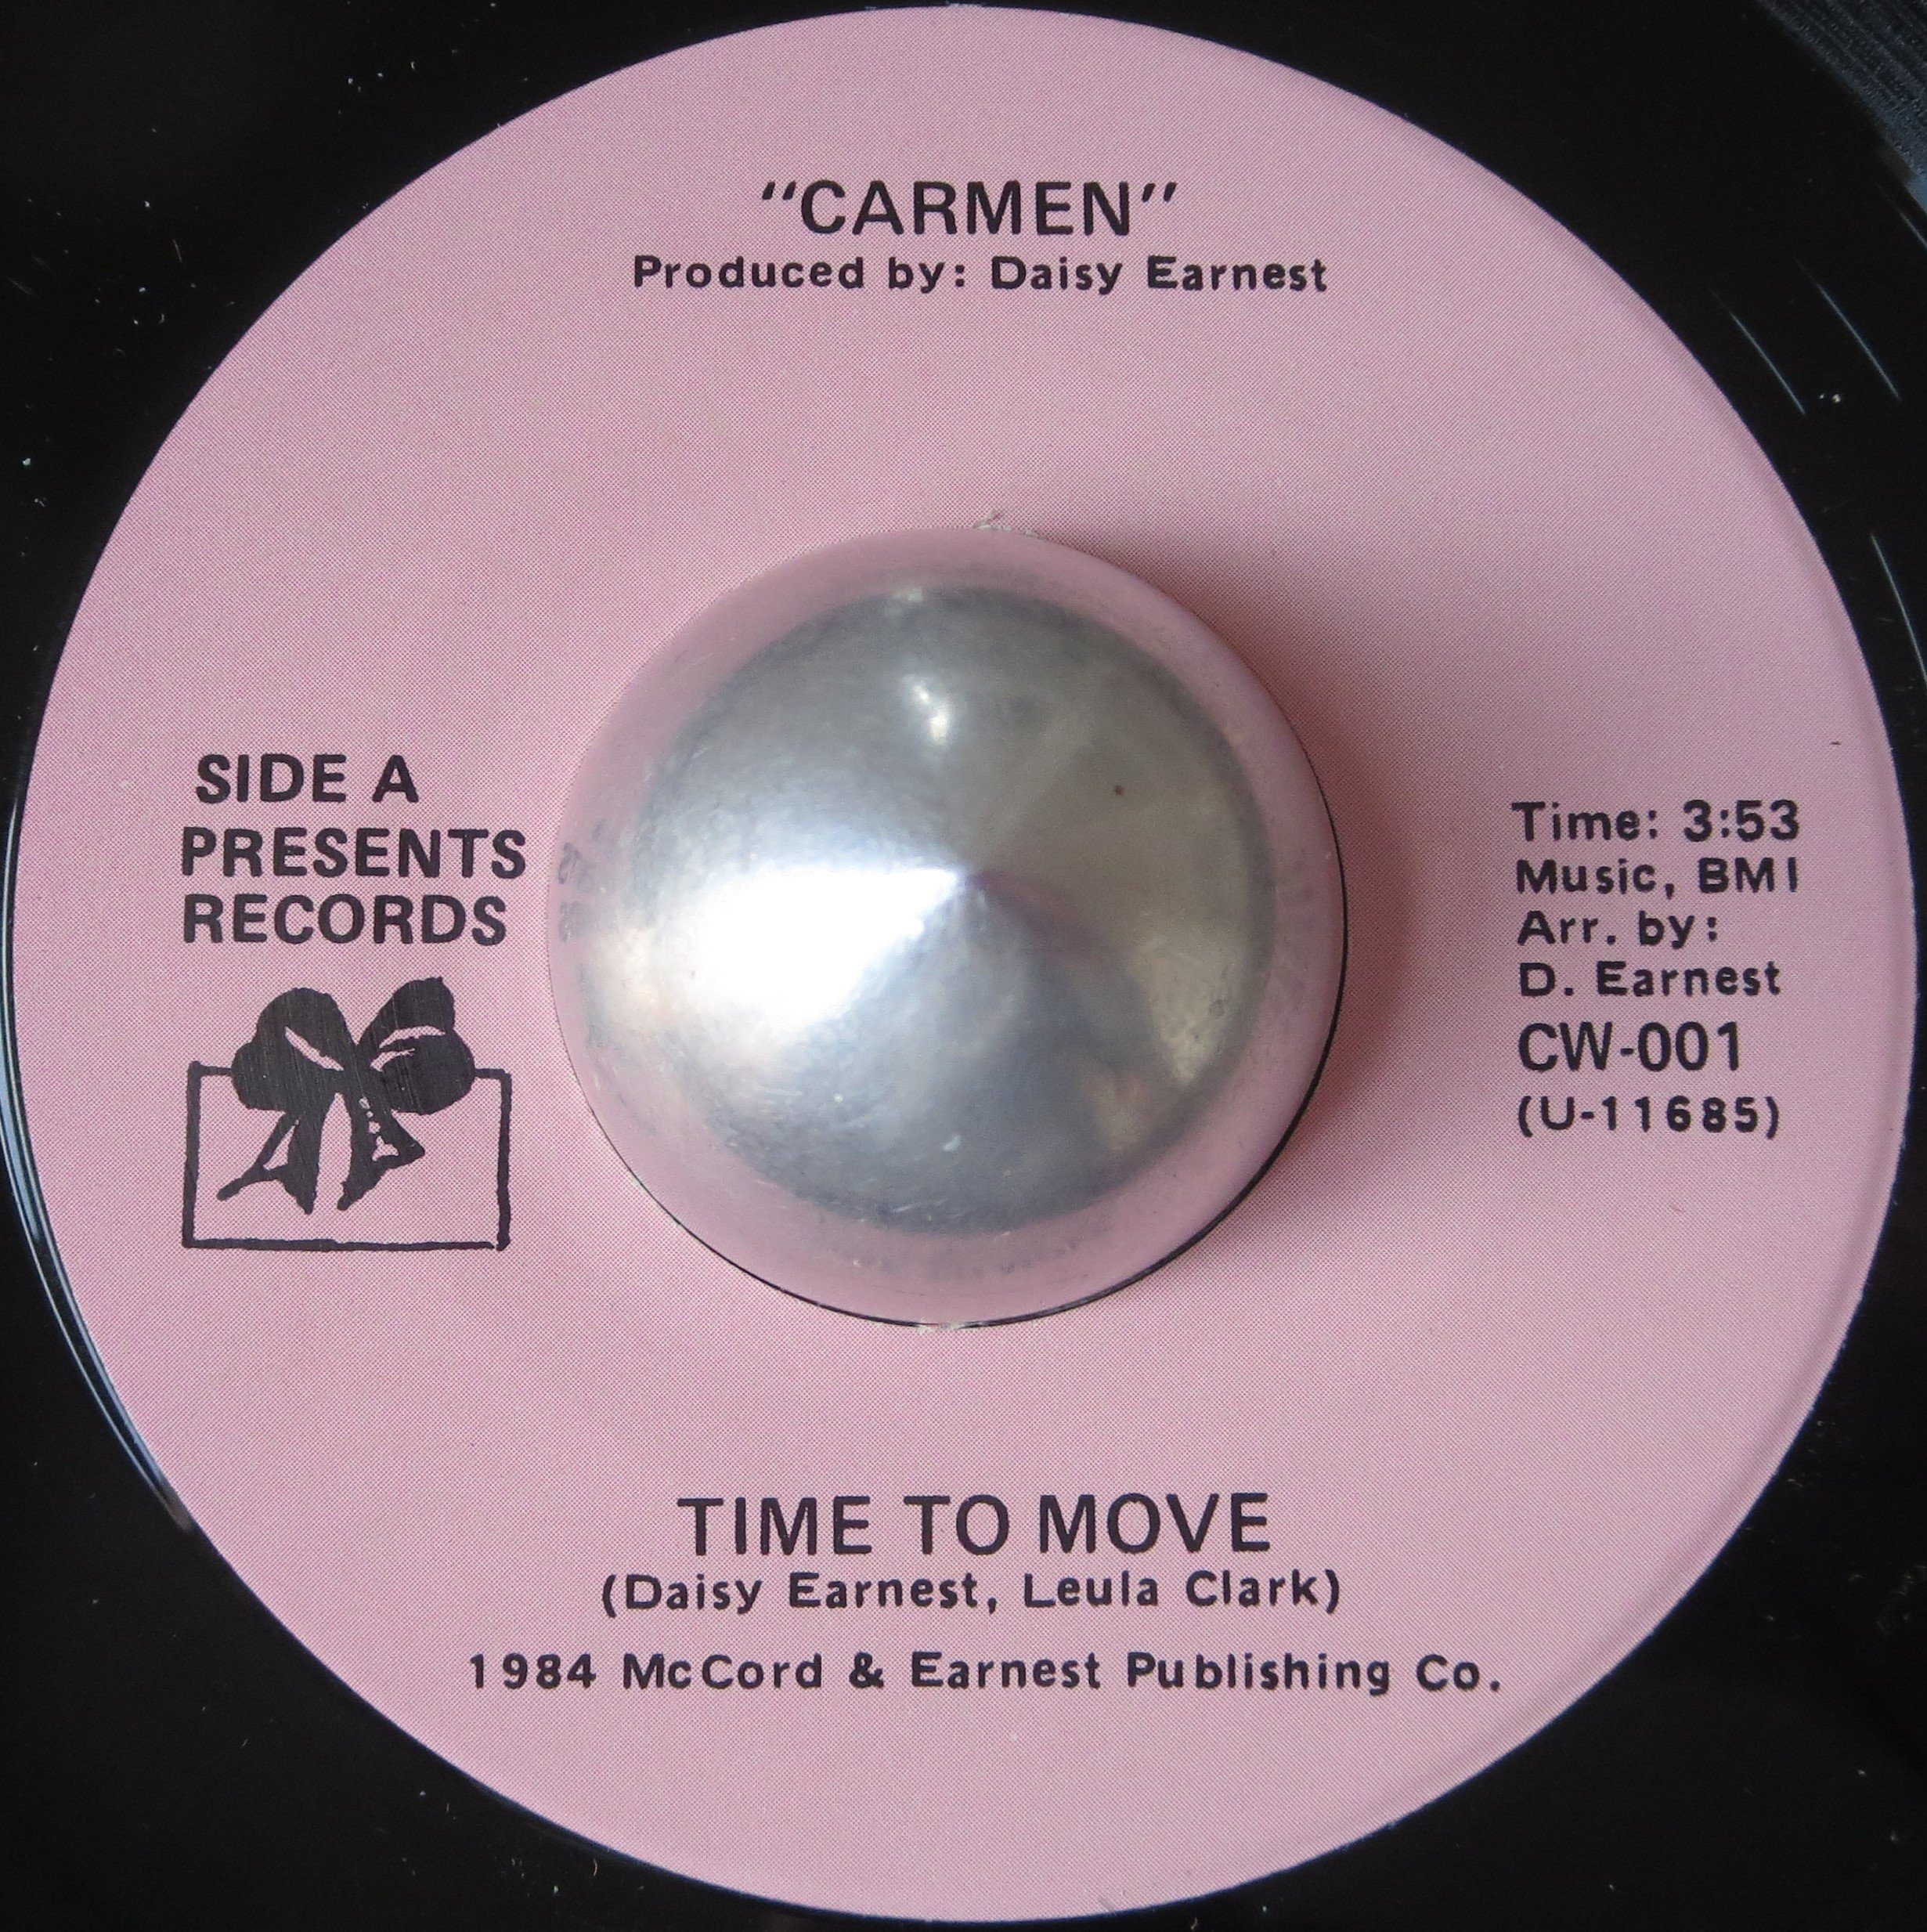 "CARMEN"
Produced by: Daisy Earnest
SIDE A
PRESENTS
RECORDS
Time: 3:53
Music, BMI
Arr. by:
D. Earnest
CW-001
(U-11685)
TIME TO MOVE
(Daisy Earnest, Leula Clark)
1984 McCord & Earnest Publishing Co.